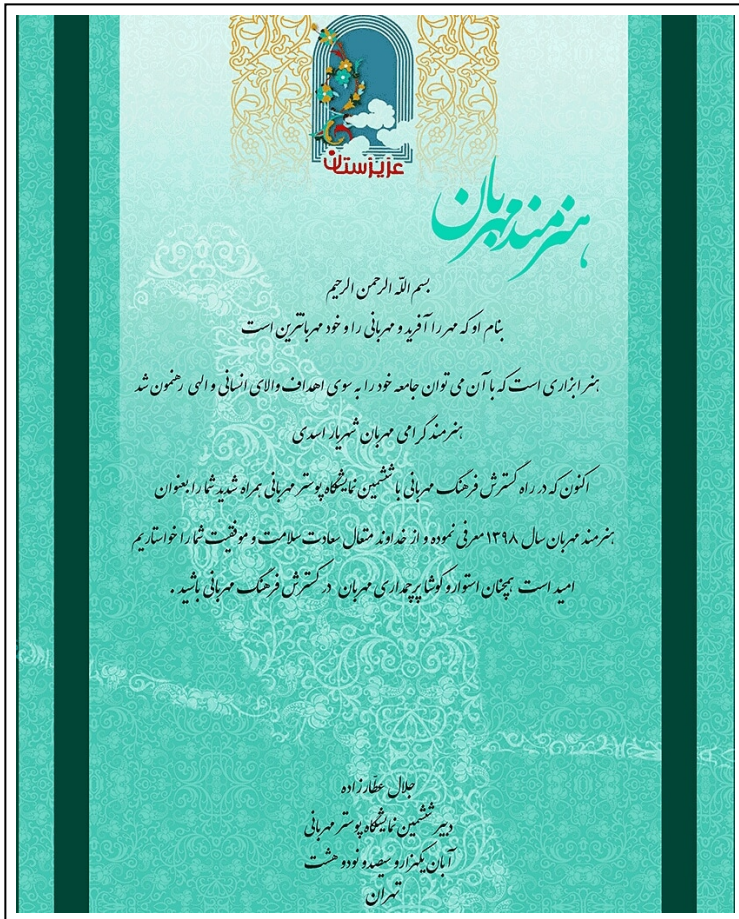 عزیزستان
هنرمند مهربان
بسم الله الرحمن الرحیم
بنام او که مهر را آفرید و مهربانی را و خود مهربانترین است
هنر ابزاری است که با آن می توان جامعه خود را به سوی اهداف والای انسانی و الهی رهنمون شد
هنرمند گرامی مهربان شهریار اسدی
اکنون که در راه گسترش فرهنگ مهربانی با ششمین نمایشگاه پوستر مهربانی همراه شدید شما را بعنوان
هنرمند مهربان سال ۱۳۹۸ معرفی نموده و از خداوند متعال سعادت سلامت و موفقیت شما را خواستاریم
امید است همچنان استوار و کوشا پرچمداری مهربان در گسترش فرهنگ مهربانی باشید .
جلال عطّارزاده
دبیر ششمین نمایشگاه پوستر مهربانی
آبان یکهزار و سیصد و نود و هشت
تهران